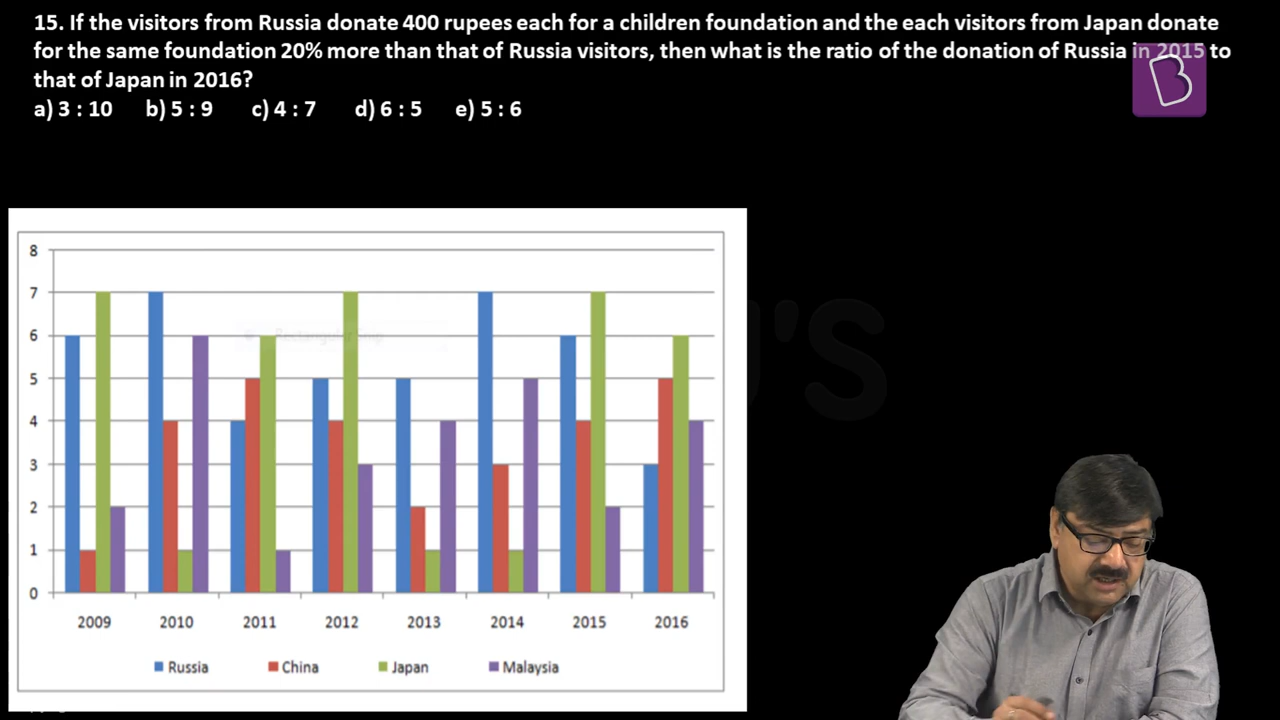 15. If the visitors from Russia donate 400 rupees each for a children foundation and the each visitors from Japan donate
for the same foundation 20% more than that of Russia visitors, then what is the ratio of the donation of Russia in 2015 to
that of Japan in 2016?
a) 3 : 10 b) 5 : 9 c) 4 : 7 d) 6 : 5 e) 5 : 6
B
8
7
6
Rectangular Snip
5
4
3
2
1
0
2009 2010 2011 2012 2013 2014 2015 2016
Russia China Japan Malaysia
'S